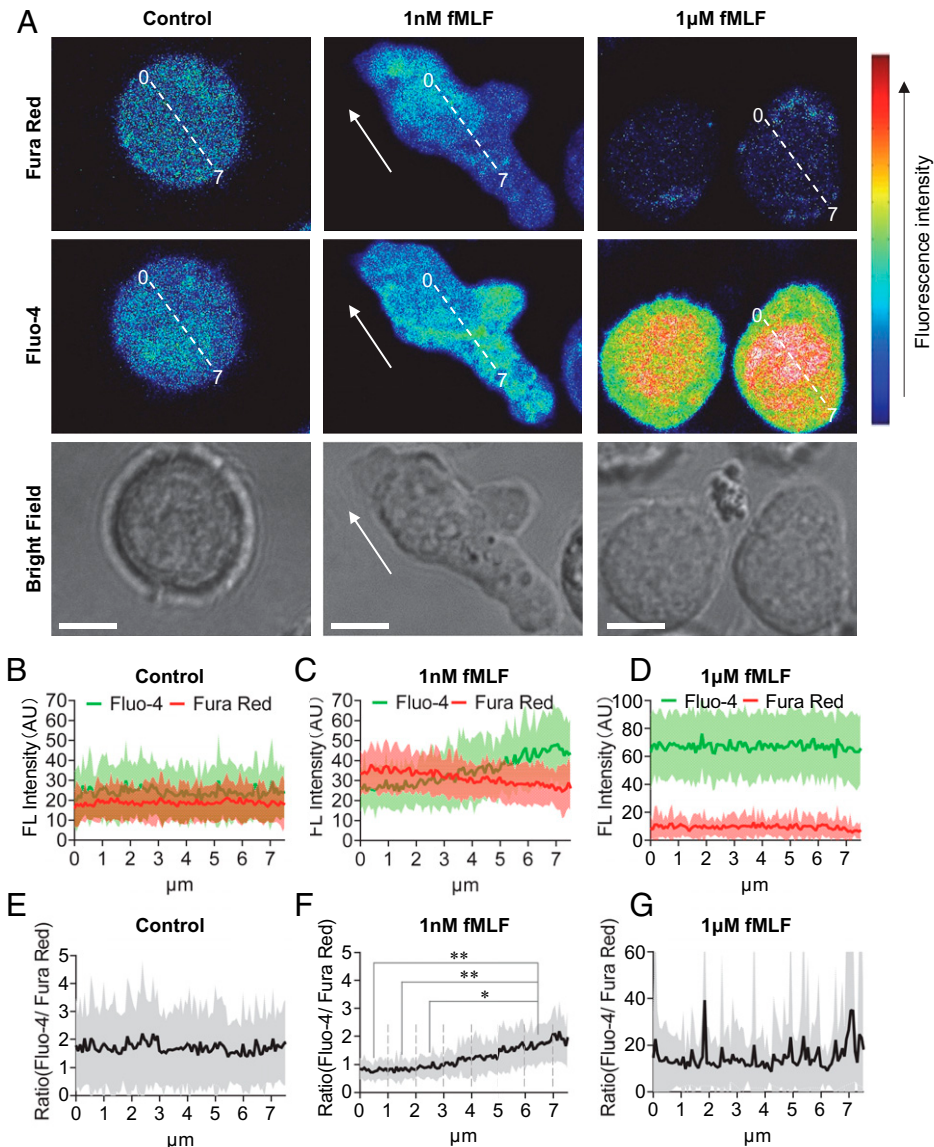 A
Control
1nM fMLF
1μM fMLF
Fura Red
0
7
0
7
0
7
Fluo-4
0
7
0
7
0
7
Bright Field
Fluorescence intensity
B
Control
FL Intensity (AU)
70
60
50
40
30
20
10
0
Fluo-4 Fura Red
0 1 2 3 4 5 6 7
μm
C
1nM fMLF
FL Intensity (AU)
70
60
50
40
30
20
10
0
Fluo-4 Fura Red
0 1 2 3 4 5 6 7
μm
D
1μM fMLF
FL Intensity (AU)
100
80
60
40
20
0
Fluo-4 Fura Red
0 1 2 3 4 5 6 7
μm
E
Control
Ratio(Fluo-4/ Fura Red)
5
4
3
2
1
0
0 1 2 3 4 5 6 7
μm
F
1nM fMLF
Ratio(Fluo-4/ Fura Red)
5
4
3
2
1
0
**
**
*
0 1 2 3 4 5 6 7
μm
G
1μM fMLF
Ratio(Fluo-4/ Fura Red)
60
40
20
0
0 1 2 3 4 5 6 7
μm